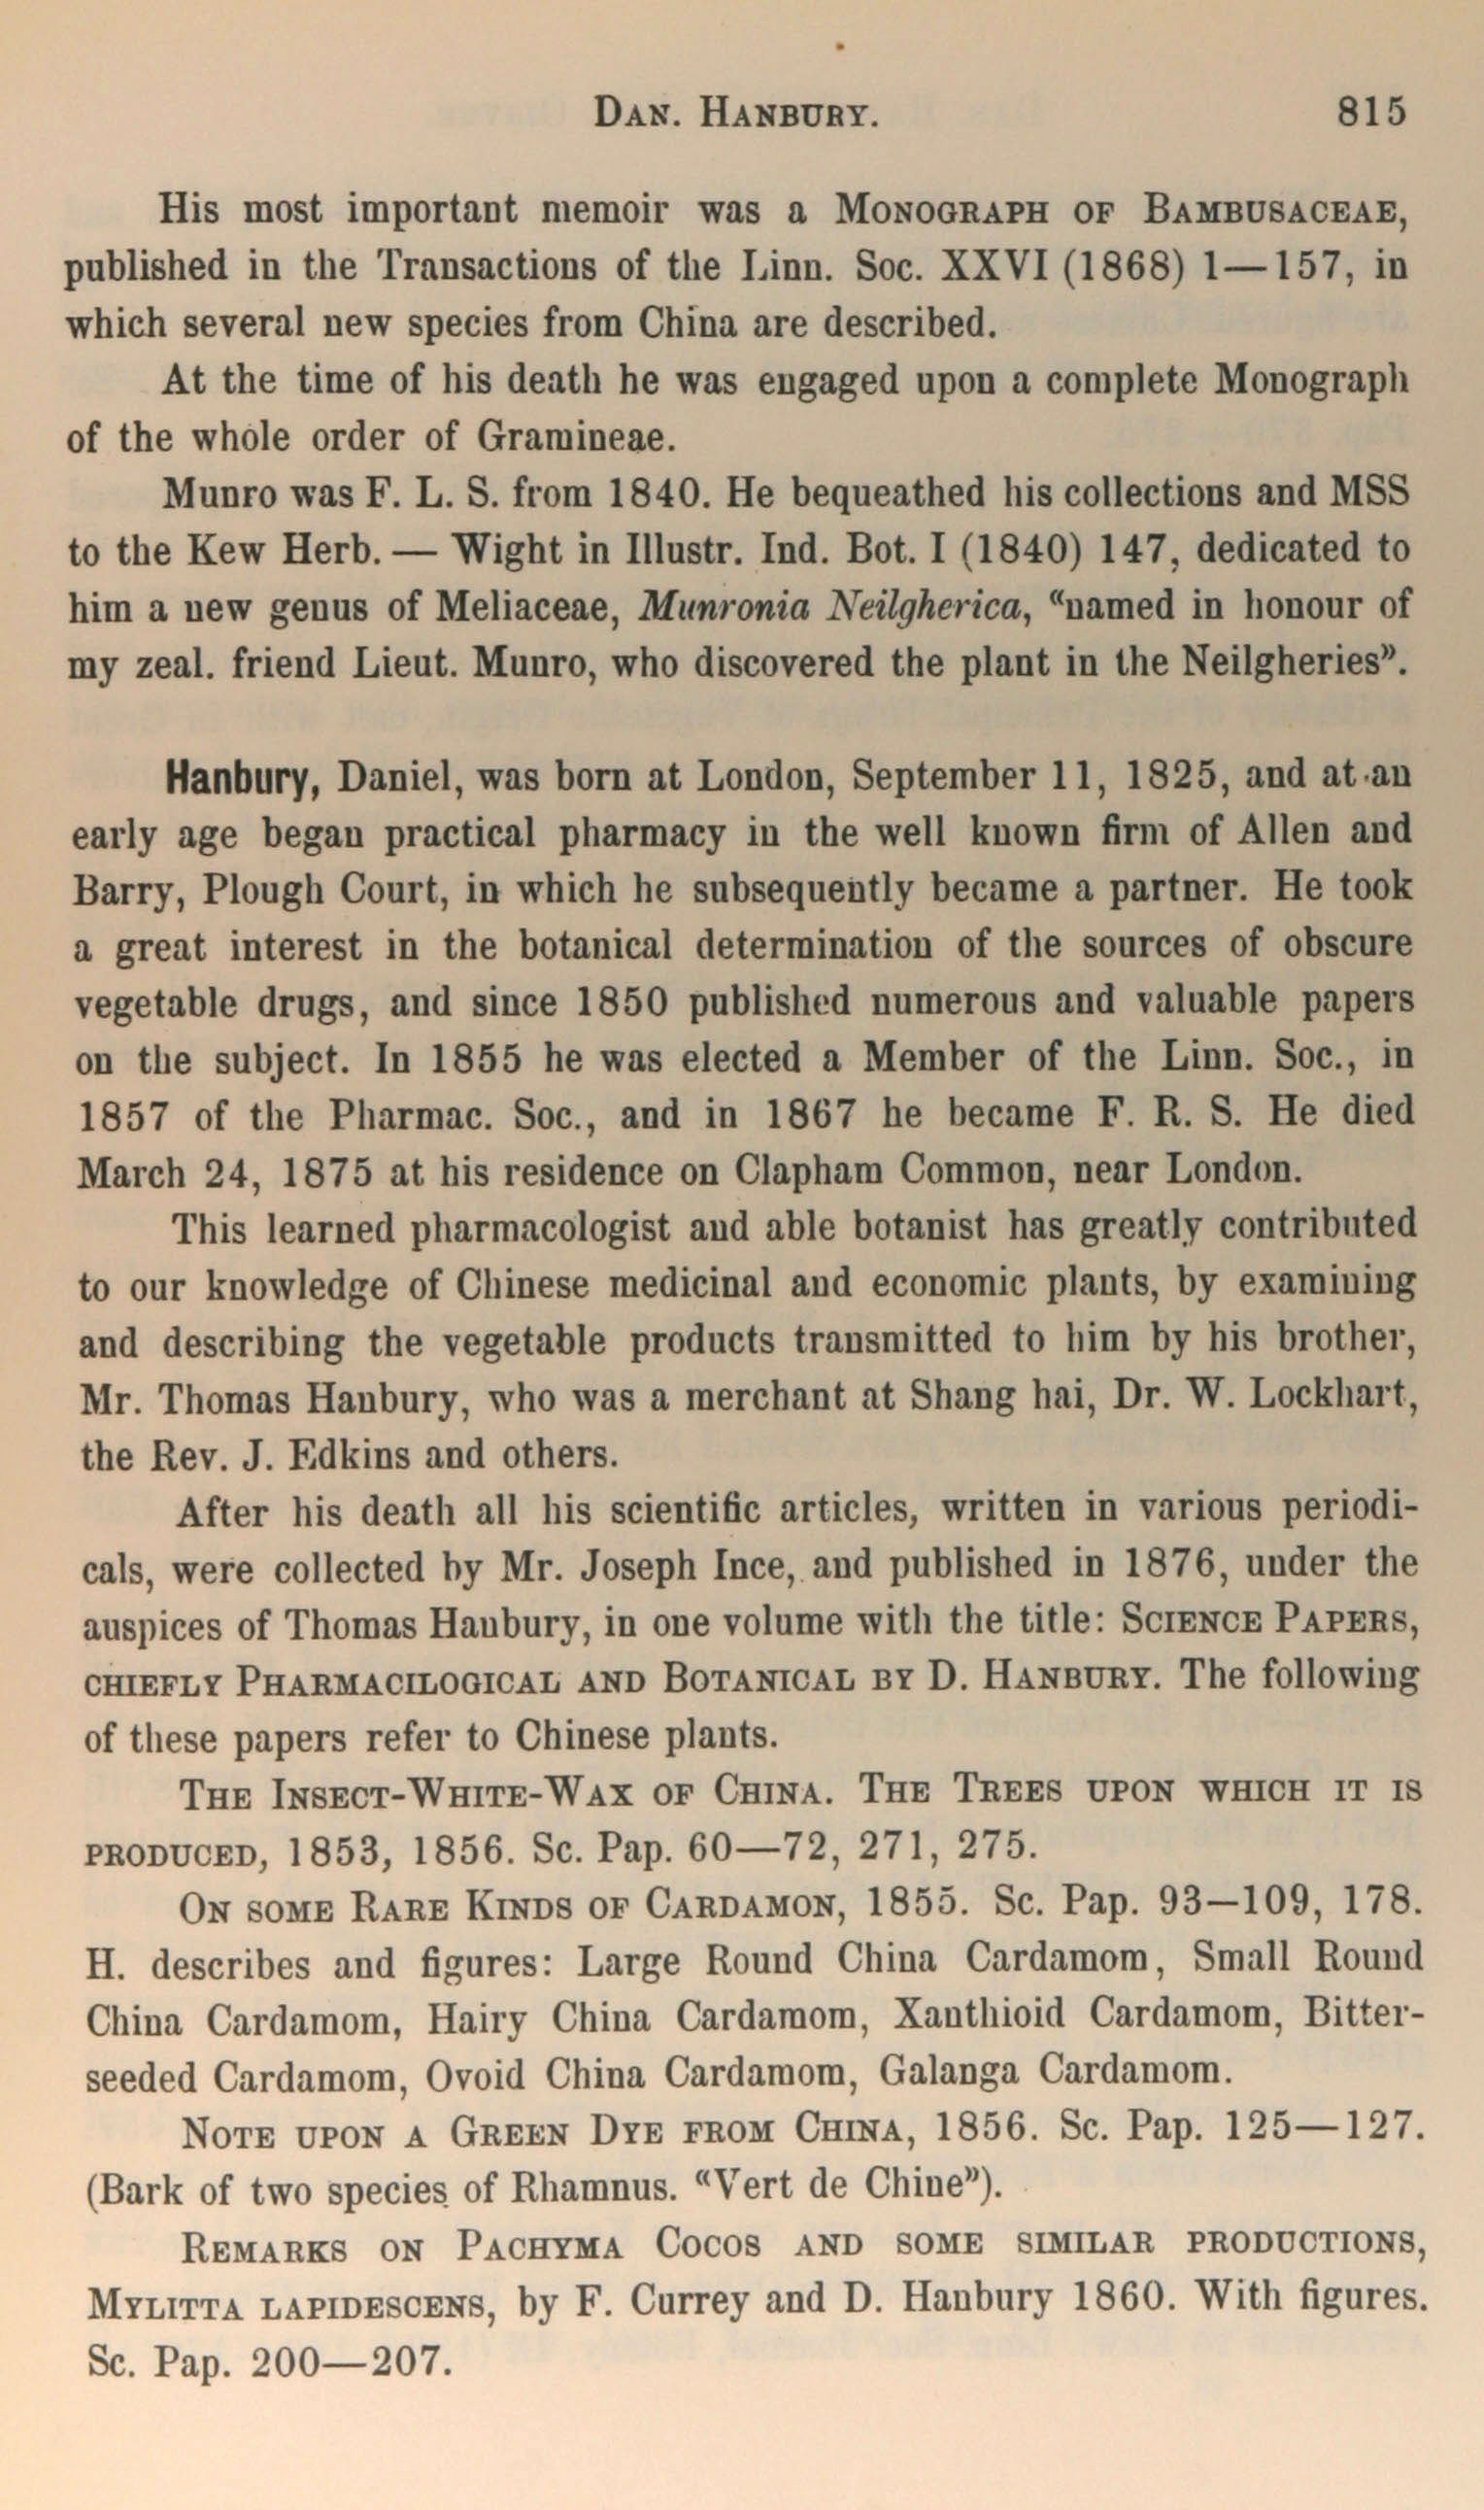 DAN. HANBURY. 815
His most important memoir was a MONOGRAPH OF BAMBUSACEAE,
published in the Transactions of the Linn. Soc. XXVI (1868) 1—157, in
which several new species from China are described.
At the time of his death he was engaged upon a complete Monograph
of the whole order of Gramineae.
Munro was F. L. S. from 1840. He bequeathed his collections and MSS
to the Kew Herb. — Wight in Illustr. Ind. Bot. I (1840) 147, dedicated to
him a new genus of Meliaceae, Munronia Neilgherica, “named in honour of
my zeal. friend Lieut. Munro, who discovered the plant in the Neilgheries”.
Hanbury, Daniel, was born at London, September 11, 1825, and at an
early age began practical pharmacy in the well known firm of Allen and
Barry, Plough Court, in which he subsequently became a partner. He took
a great interest in the botanical determination of the sources of obscure
vegetable drugs, and since 1850 published numerous and valuable papers
on the subject. In 1855 he was elected a Member of the Linn. Soc., in
1857 of the Pharmac. Soc., and in 1867 he became F. R. S. He died
March 24, 1875 at his residence on Clapham Common, near London.
This learned pharmacologist and able botanist has greatly contributed
to our knowledge of Chinese medicinal and economic plants, by examining
and describing the vegetable products transmitted to him by his brother,
Mr. Thomas Hanbury, who was a merchant at Shang hai, Dr. W. Lockhart,
the Rev. J. Edkins and others.
After his death all his scientific articles, written in various periodi-
cals, were collected by Mr. Joseph Ince, and published in 1876, under the
auspices of Thomas Hanbury, in one volume with the title: SCIENCE PAPERS,
CHIEFLY PHARMACILOGICAL AND BOTANICAL BY D. HANBURY. The following
of these papers refer to Chinese plants.
THE INSECT-WHITE-WAX OF CHINA. THE TREES UPON WHICH IT IS
PRODUCED, 1853, 1856. Sc. Pap. 60—72, 271, 275.
ON SOME RARE KINDS OF CARDAMON, 1855. Sc. Pap. 93—109, 178.
H. describes and figures: Large Round China Cardamom, Small Round
China Cardamom, Hairy China Cardamom, Xanthioid Cardamom, Bitter-
seeded Cardamom, Ovoid China Cardamom, Galanga Cardamom.
NOTE UPON A GREEN DYE FROM CHINA, 1856. Sc. Pap. 125—127.
(Bark of two species of Rhamnus. “Vert de Chine”).
REMARKS ON PACHYMA COCOS AND SOME SIMILAR PRODUCTIONS,
MYLITTA LAPIDESCENS, by F. Currey and D. Hanbury 1860. With figures.
Sc. Pap. 200—207.